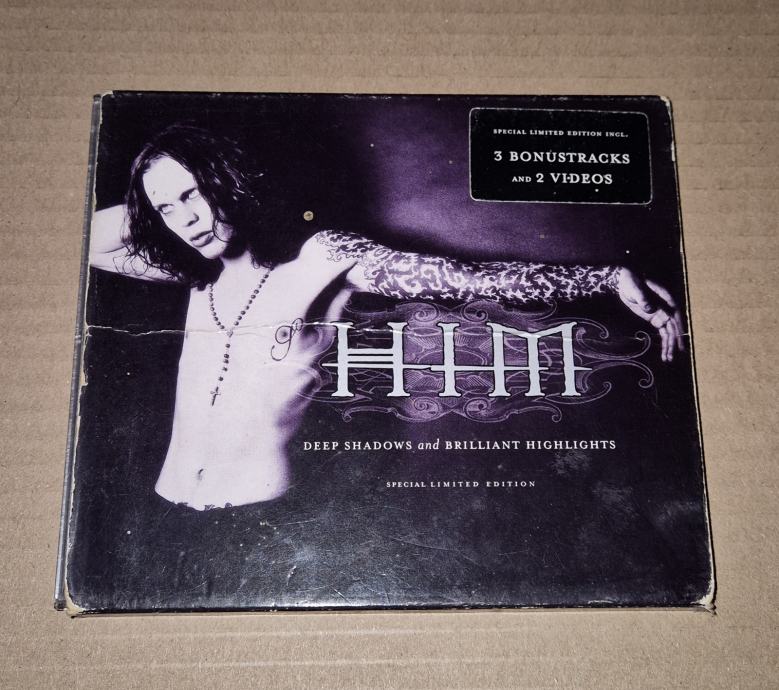 SPECIAL LIMITED EDITION INCL.
3 BONUSTRACKS
AND 2 VIDEOS
HIM
DEEP SHADOWS and BRILLIANT HIGHLIGHTS
SPECIAL LIMITED EDITION